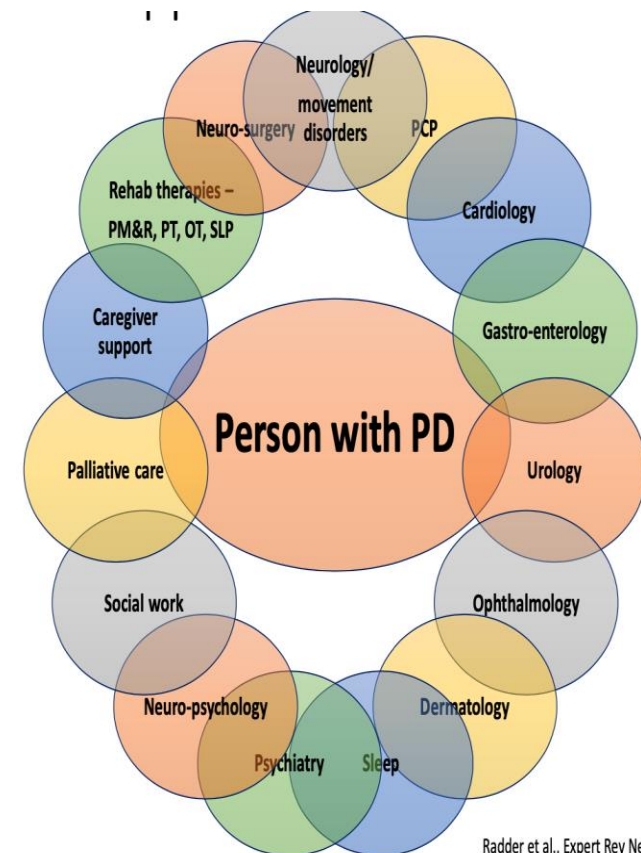 Neurology/
movement
disorders
Neuro-surgery
PCP
Rehab therapies –
PM&R, PT, OT, SLP
Cardiology
Caregiver
support
Gastro-enterology
Person with PD
Palliative care
Urology
Social work
Ophthalmology
Neuro-psychology
Dermatology
Psychiatry
Sleep
Radder et al., Expert Rev Ne